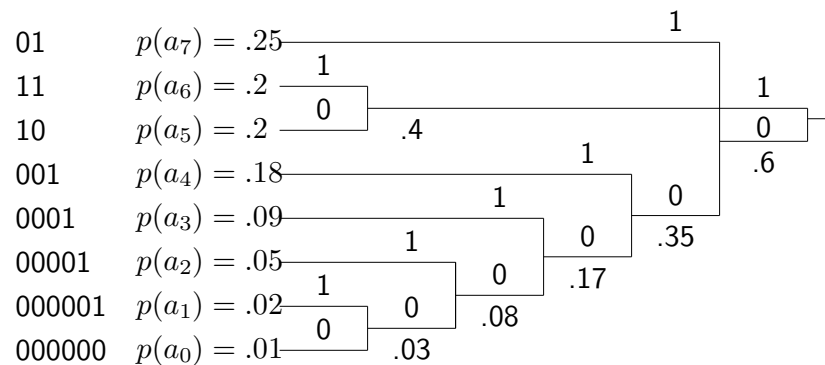 1
01 p(a₇) = .25
1 1
11 p(a₆) = .2
0 0
10 p(a₅) = .2 .4
1 .6
001 p(a₄) = .18
1 0
0001 p(a₃) = .09 .35
1 0
00001 p(a₂) = .05 .17
1 0
000001 p(a₁) = .02
0 .08
0
000000 p(a₀) = .01 .03